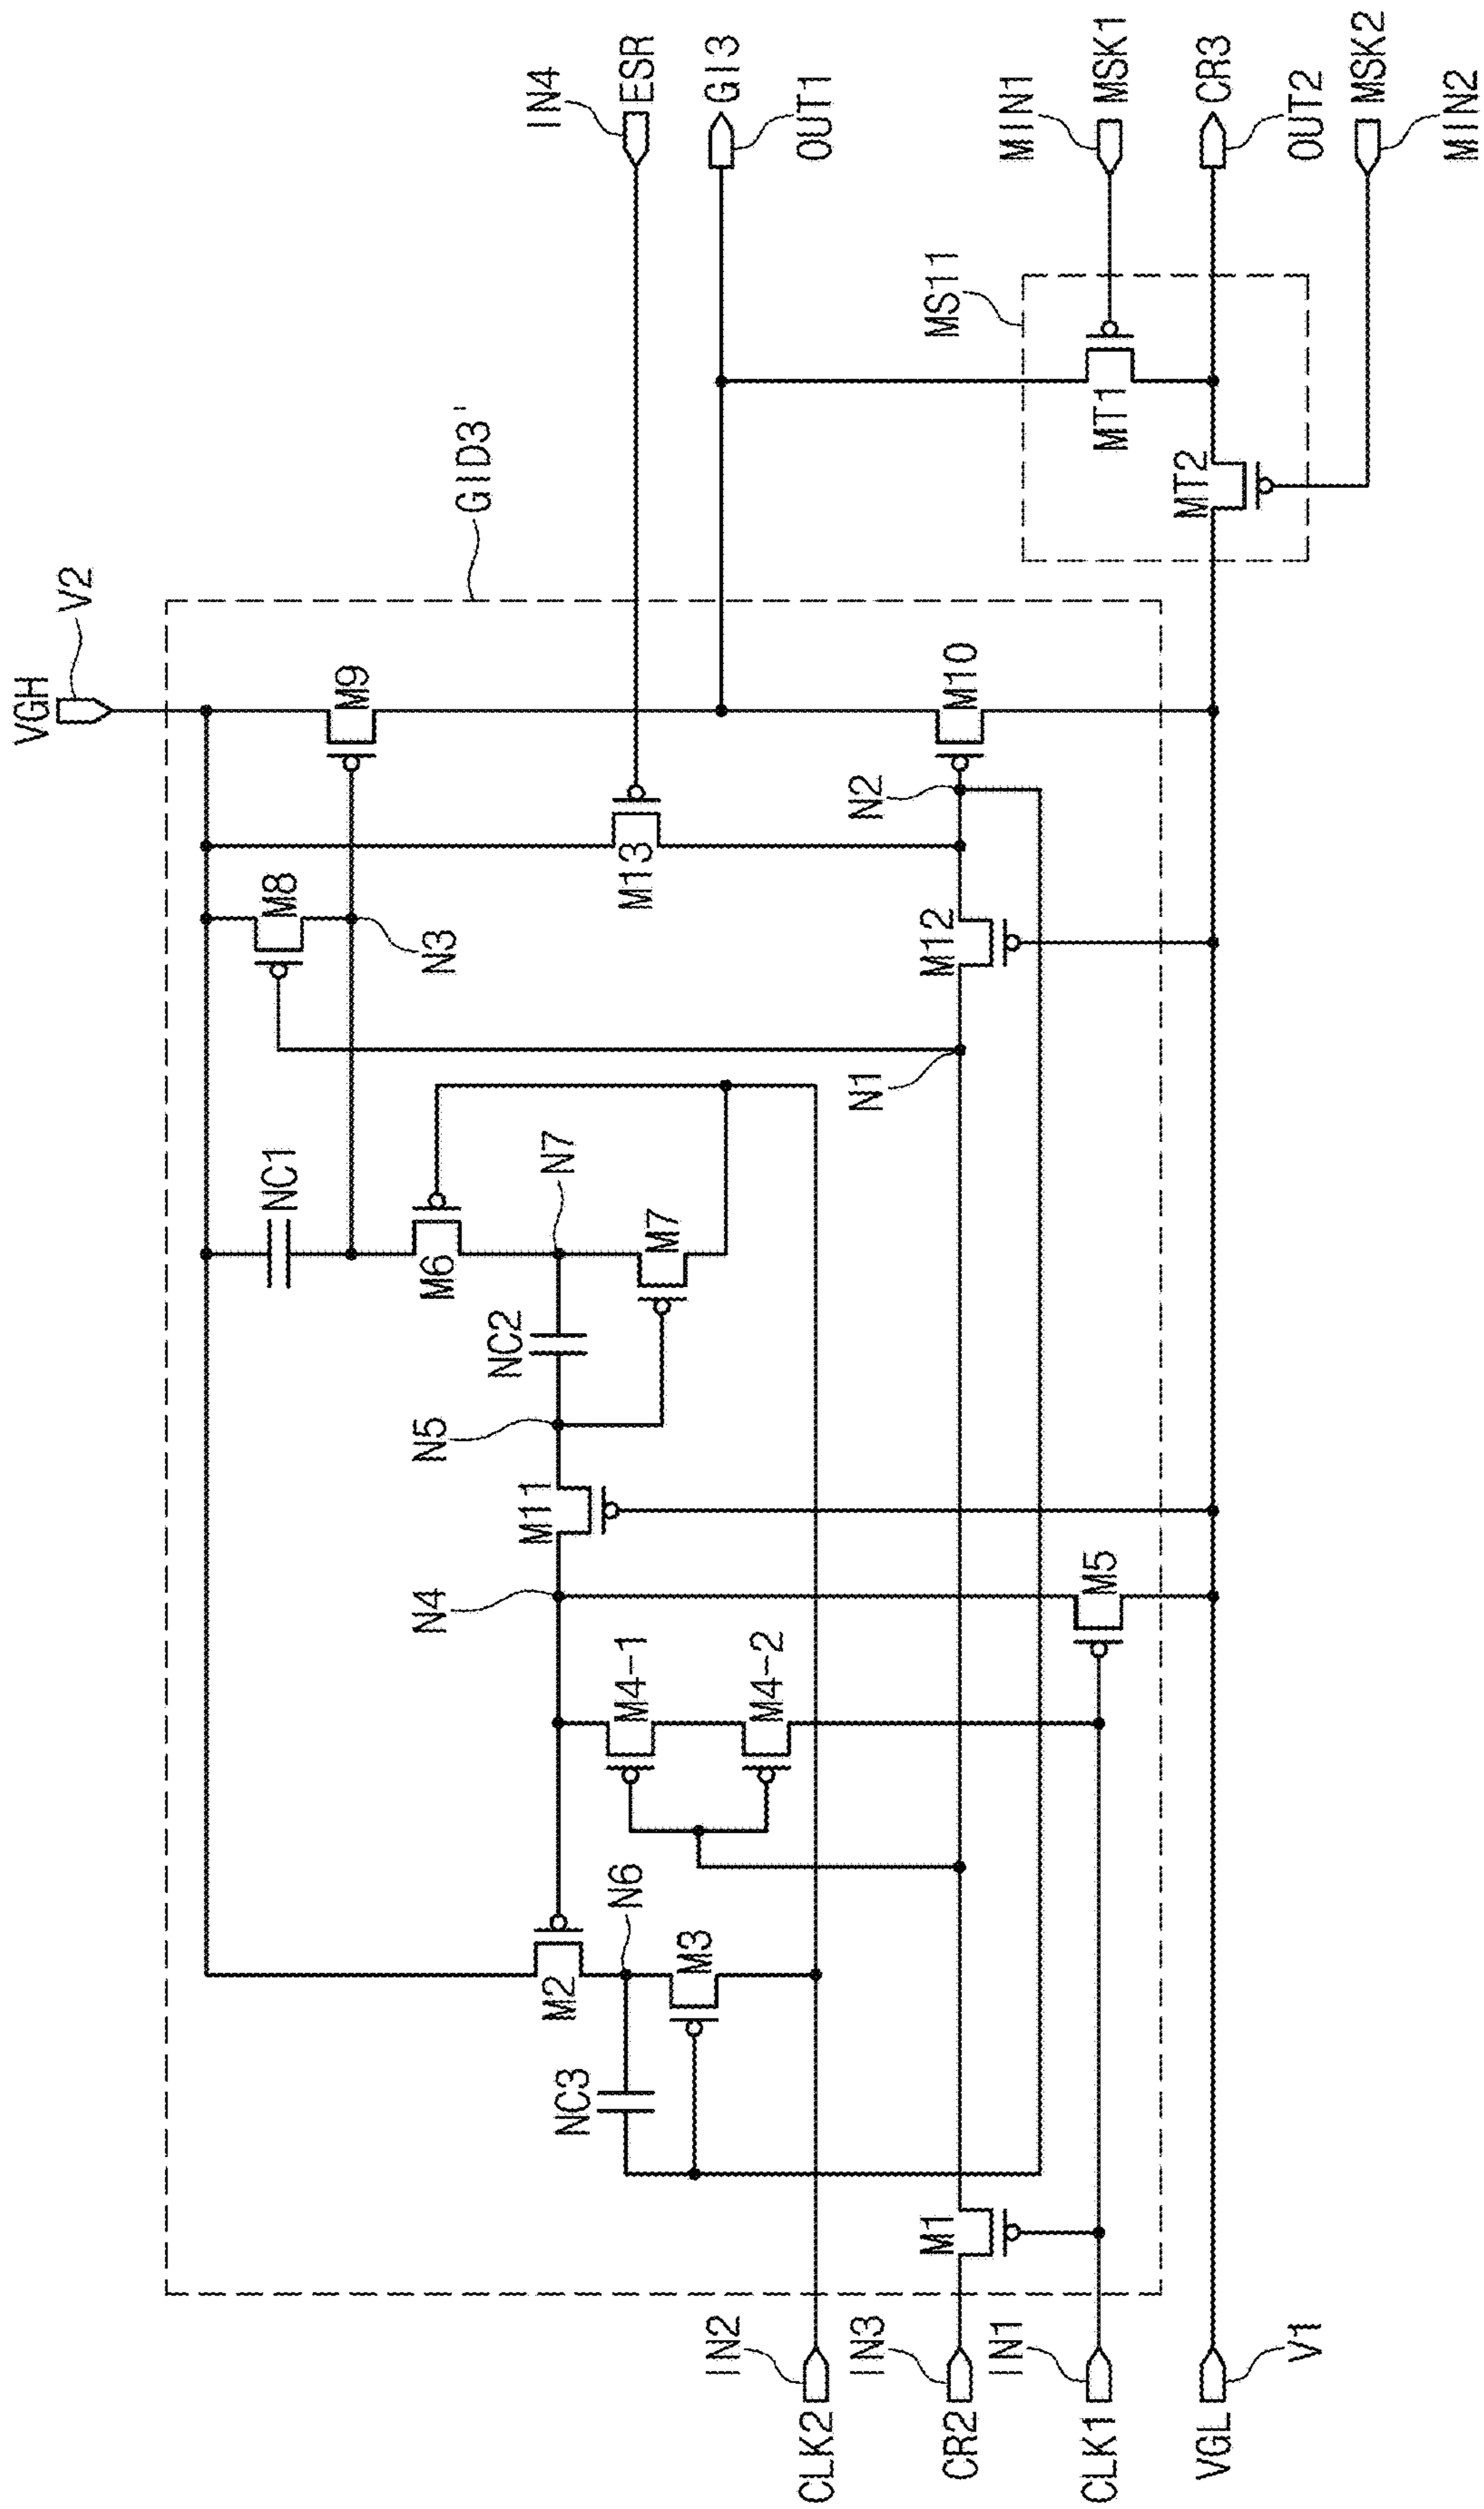 VGH
V2
GID3'
IN4
ESR
GI3
OUT1
MIN1
MSK1
CR3
OUT2
MSK2
MIN2
MS11
MT1
MT2
M9
M10
N2
M13
M8
N3
M12
N1
NC1
N7
M6
M7
NC2
N5
M11
N4
M5
M4-1
M4-2
N6
M2
M3
NC3
M1
IN2
CLK2
IN3
CR2
IN1
CLK1
VGL
V1